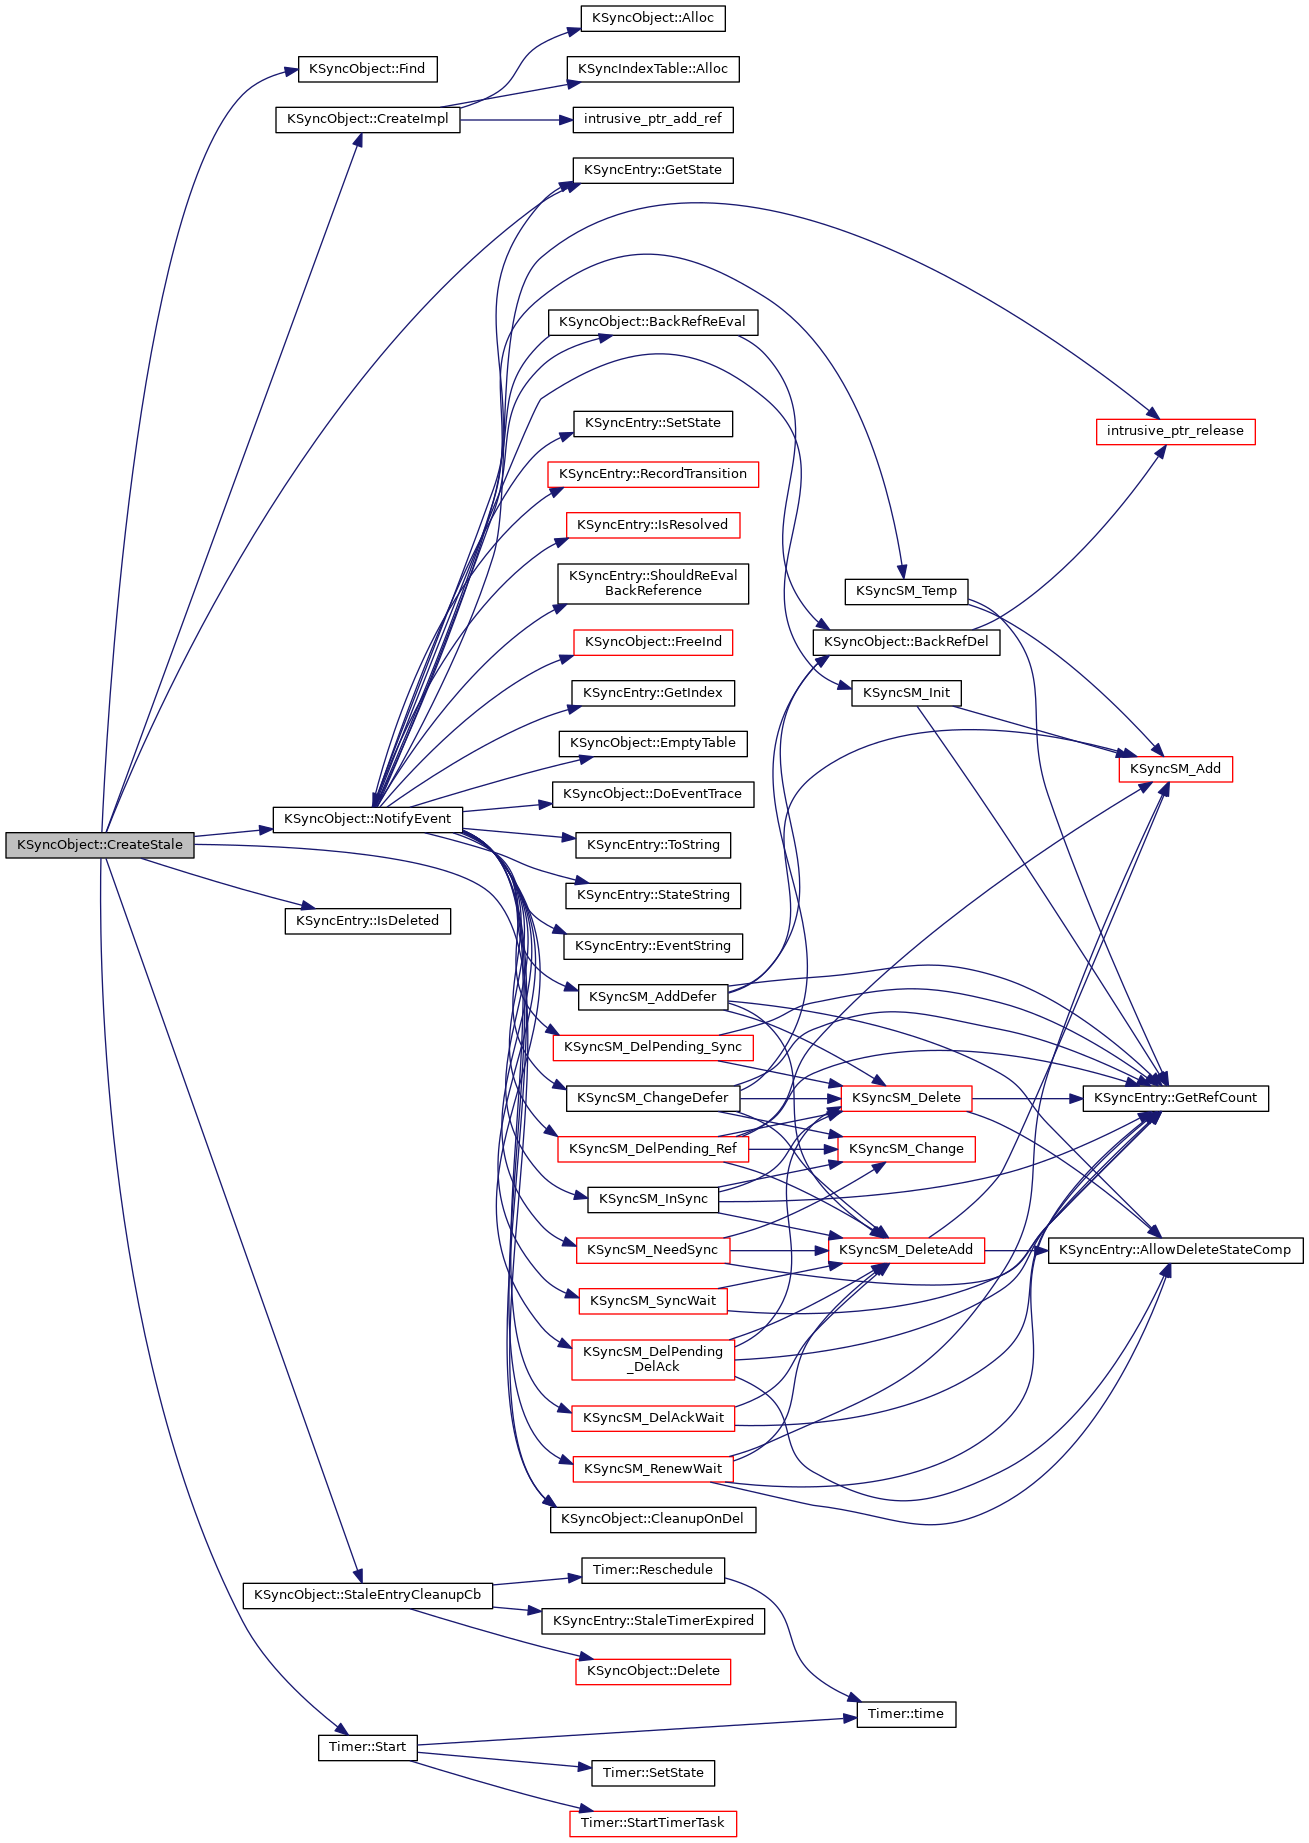 KSyncObject::Alloc
KSyncObject::Find
KSyncIndexTable::Alloc
KSyncObject::CreateImpl
intrusive_ptr_add_ref
KSyncEntry::GetState
KSyncObject::BackRefReEval
KSyncEntry::SetState
intrusive_ptr_release
KSyncEntry::RecordTransition
KSyncEntry::IsResolved
KSyncEntry::ShouldReEval
BackReference
KSyncSM_Temp
KSyncObject::FreeInd
KSyncObject::BackRefDel
KSyncEntry::GetIndex
KSyncSM_Init
KSyncObject::EmptyTable
KSyncSM_Add
KSyncObject::DoEventTrace
KSyncObject::NotifyEvent
KSyncObject::CreateStale
KSyncEntry::ToString
KSyncEntry::StateString
KSyncEntry::IsDeleted
KSyncEntry::EventString
KSyncSM_AddDefer
KSyncSM_DelPending_Sync
KSyncSM_ChangeDefer
KSyncSM_Delete
KSyncEntry::GetRefCount
KSyncSM_DelPending_Ref
KSyncSM_Change
KSyncSM_InSync
KSyncSM_NeedSync
KSyncSM_DeleteAdd
KSyncEntry::AllowDeleteStateComp
KSyncSM_SyncWait
KSyncSM_DelPending
_DelAck
KSyncSM_DelAckWait
KSyncSM_RenewWait
KSyncObject::CleanupOnDel
Timer::Reschedule
KSyncObject::StaleEntryCleanupCb
KSyncEntry::StaleTimerExpired
KSyncObject::Delete
Timer::time
Timer::Start
Timer::SetState
Timer::StartTimerTask